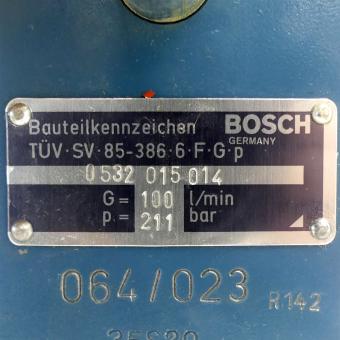 Bauteilkennzeichen BOSCH
GERMANY
TÜV·SV·85-386·6·F·G·p
0 532 015 014
G = 100 l/min
p. = 211 bar
064/023 R142